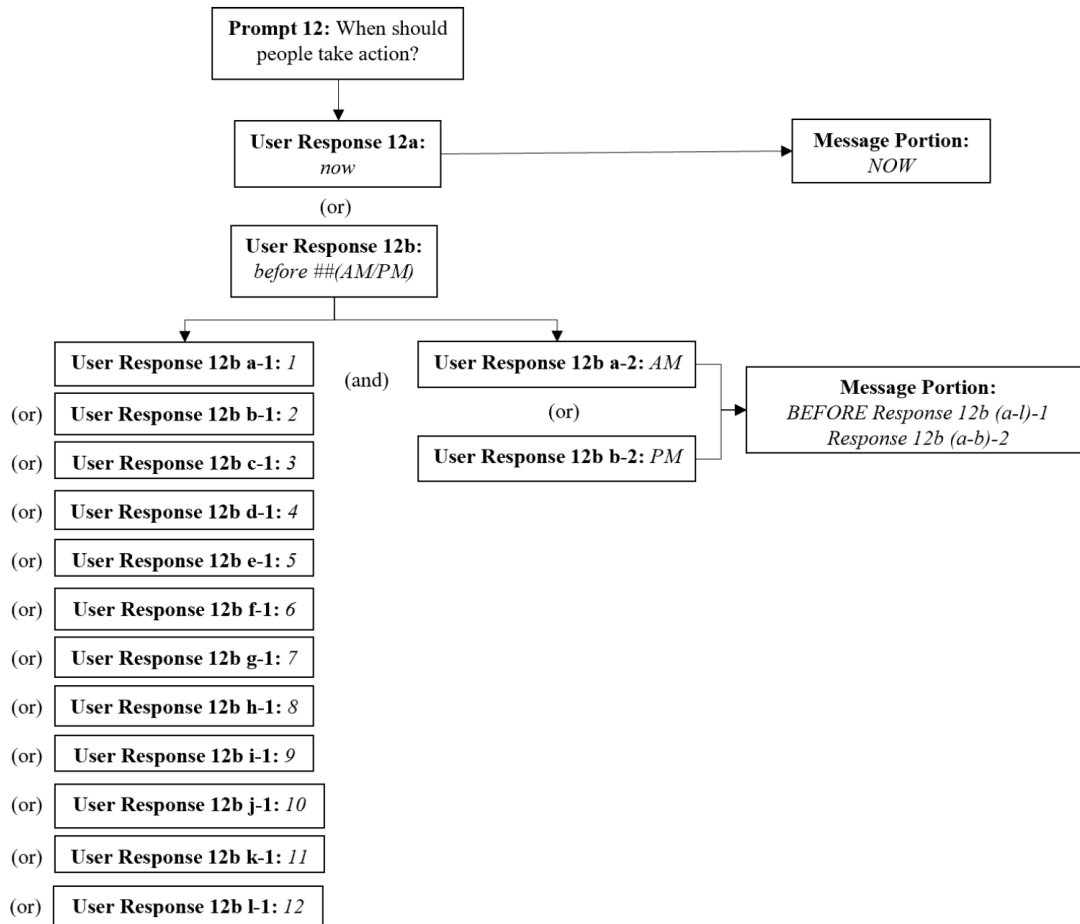 Prompt 12: When should
people take action?
User Response 12a:
now
Message Portion:
NOW
(or)
User Response 12b:
before ##(AM/PM)
User Response 12b a-1: 1
(or) User Response 12b b-1: 2
(or) User Response 12b c-1: 3
(or) User Response 12b d-1: 4
(or) User Response 12b e-1: 5
(or) User Response 12b f-1: 6
(or) User Response 12b g-1: 7
(or) User Response 12b h-1: 8
(or) User Response 12b i-1: 9
(or) User Response 12b j-1: 10
(or) User Response 12b k-1: 11
(or) User Response 12b l-1: 12
(and)
User Response 12b a-2: AM
(or)
User Response 12b b-2: PM
Message Portion:
BEFORE Response 12b (a-l)-1
Response 12b (a-b)-2